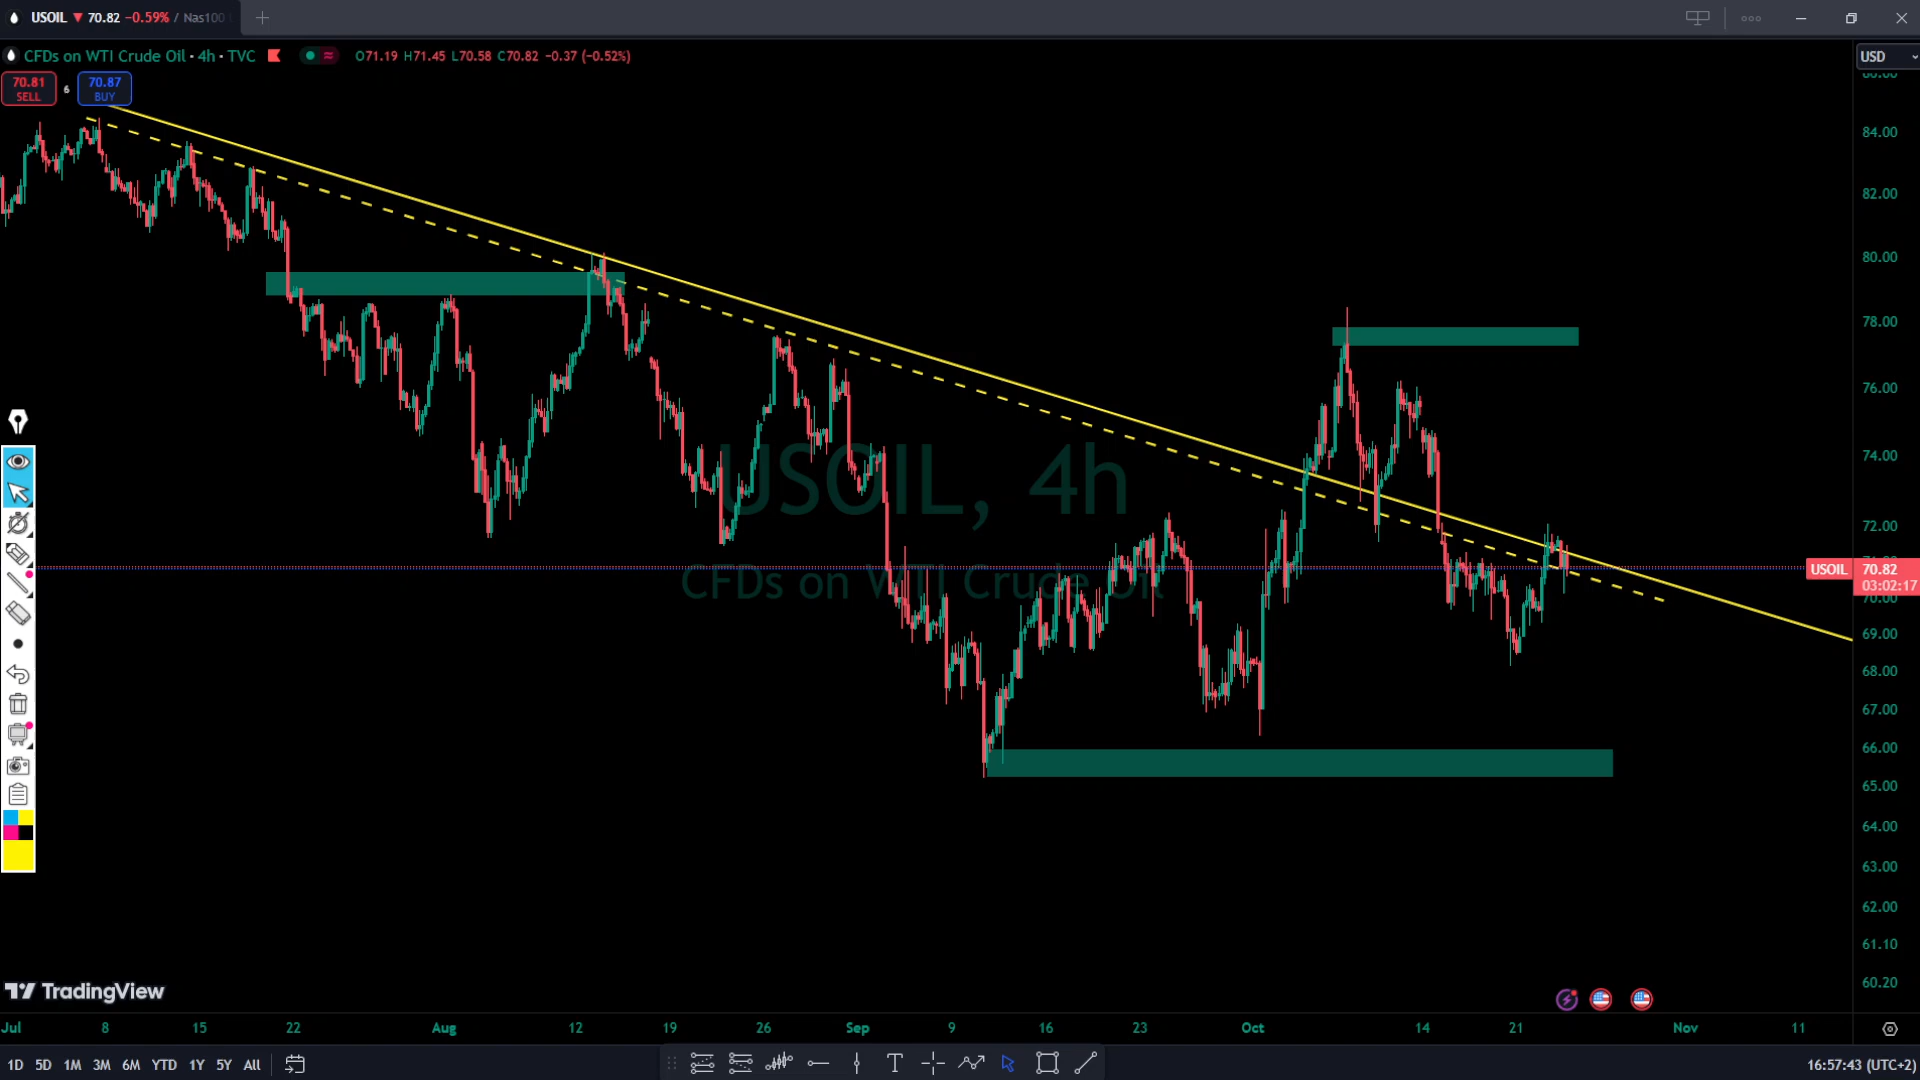 USOIL ▼ 70.82 −0.59% / Nas100
CFDs on WTI Crude Oil · 4h · TVC O71.19 H71.45 L70.58 C70.82 −0.37 (−0.52%)
USD
70.81
SELL
6
70.87
BUY
84.00
82.00
80.00
78.00
76.00
74.00
72.00
USOIL 70.82
03:02:17
70.00
69.00
68.00
67.00
66.00
65.00
64.00
63.00
62.00
61.10
60.20
USOIL, 4h
CFDs on WTI Crude Oil
TradingView
Jul 8 15 22 Aug 12 19 26 Sep 9 16 23 Oct 14 21 Nov 11
1D 5D 1M 3M 6M YTD 1Y 5Y All
16:57:43 (UTC+2)